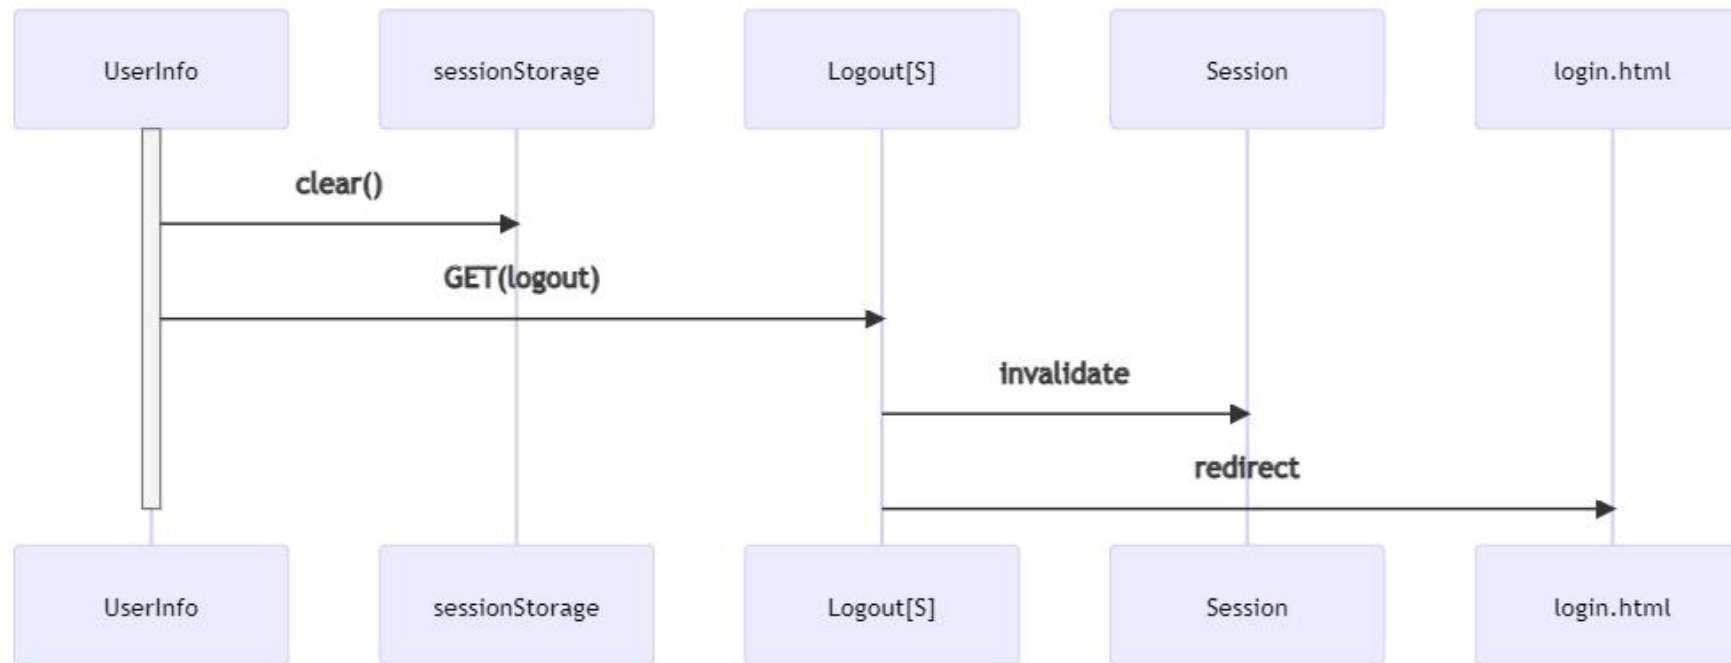 UserInfo
sessionStorage
Logout[S]
Session
login.html
clear()
GET(logout)
invalidate
redirect
UserInfo
sessionStorage
Logout[S]
Session
login.html